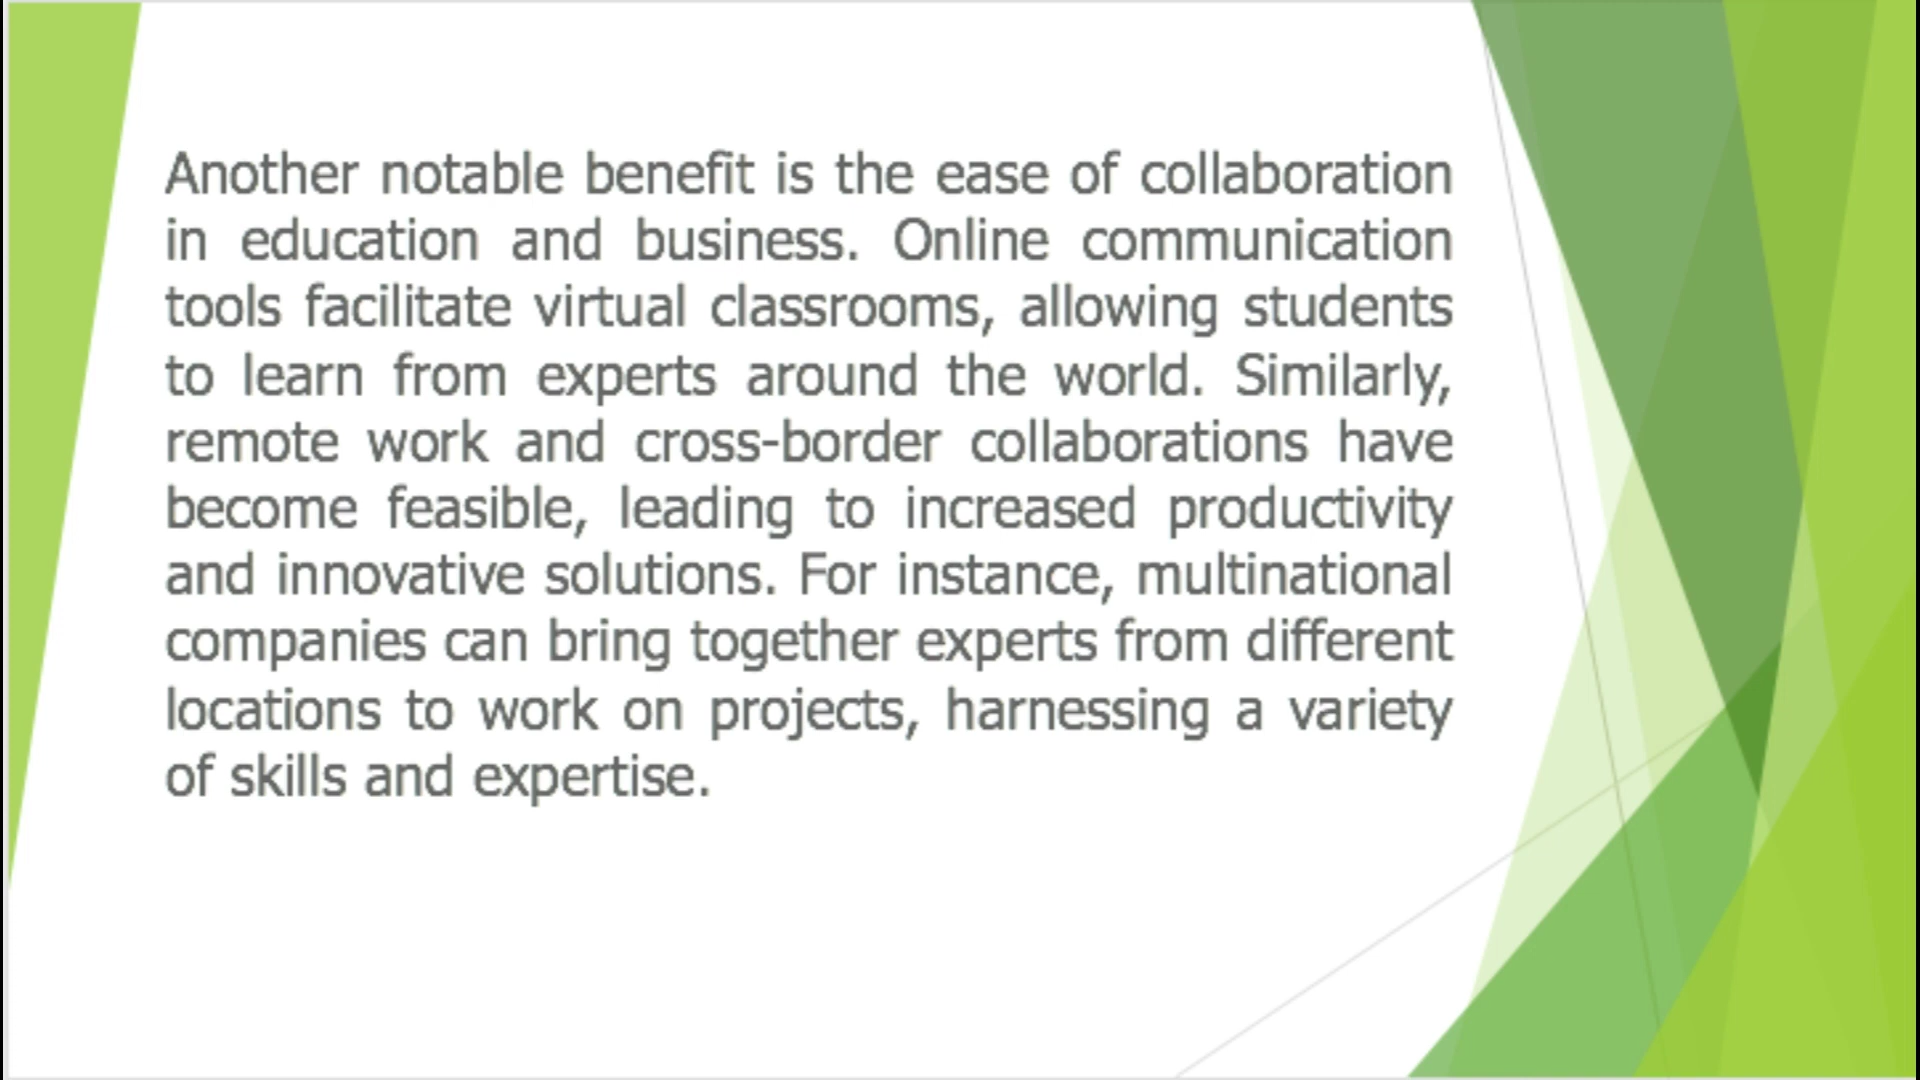 Another notable benefit is the ease of collaboration
in education and business. Online communication
tools facilitate virtual classrooms, allowing students
to learn from experts around the world. Similarly,
remote work and cross-border collaborations have
become feasible, leading to increased productivity
and innovative solutions. For instance, multinational
companies can bring together experts from different
locations to work on projects, harnessing a variety
of skills and expertise.